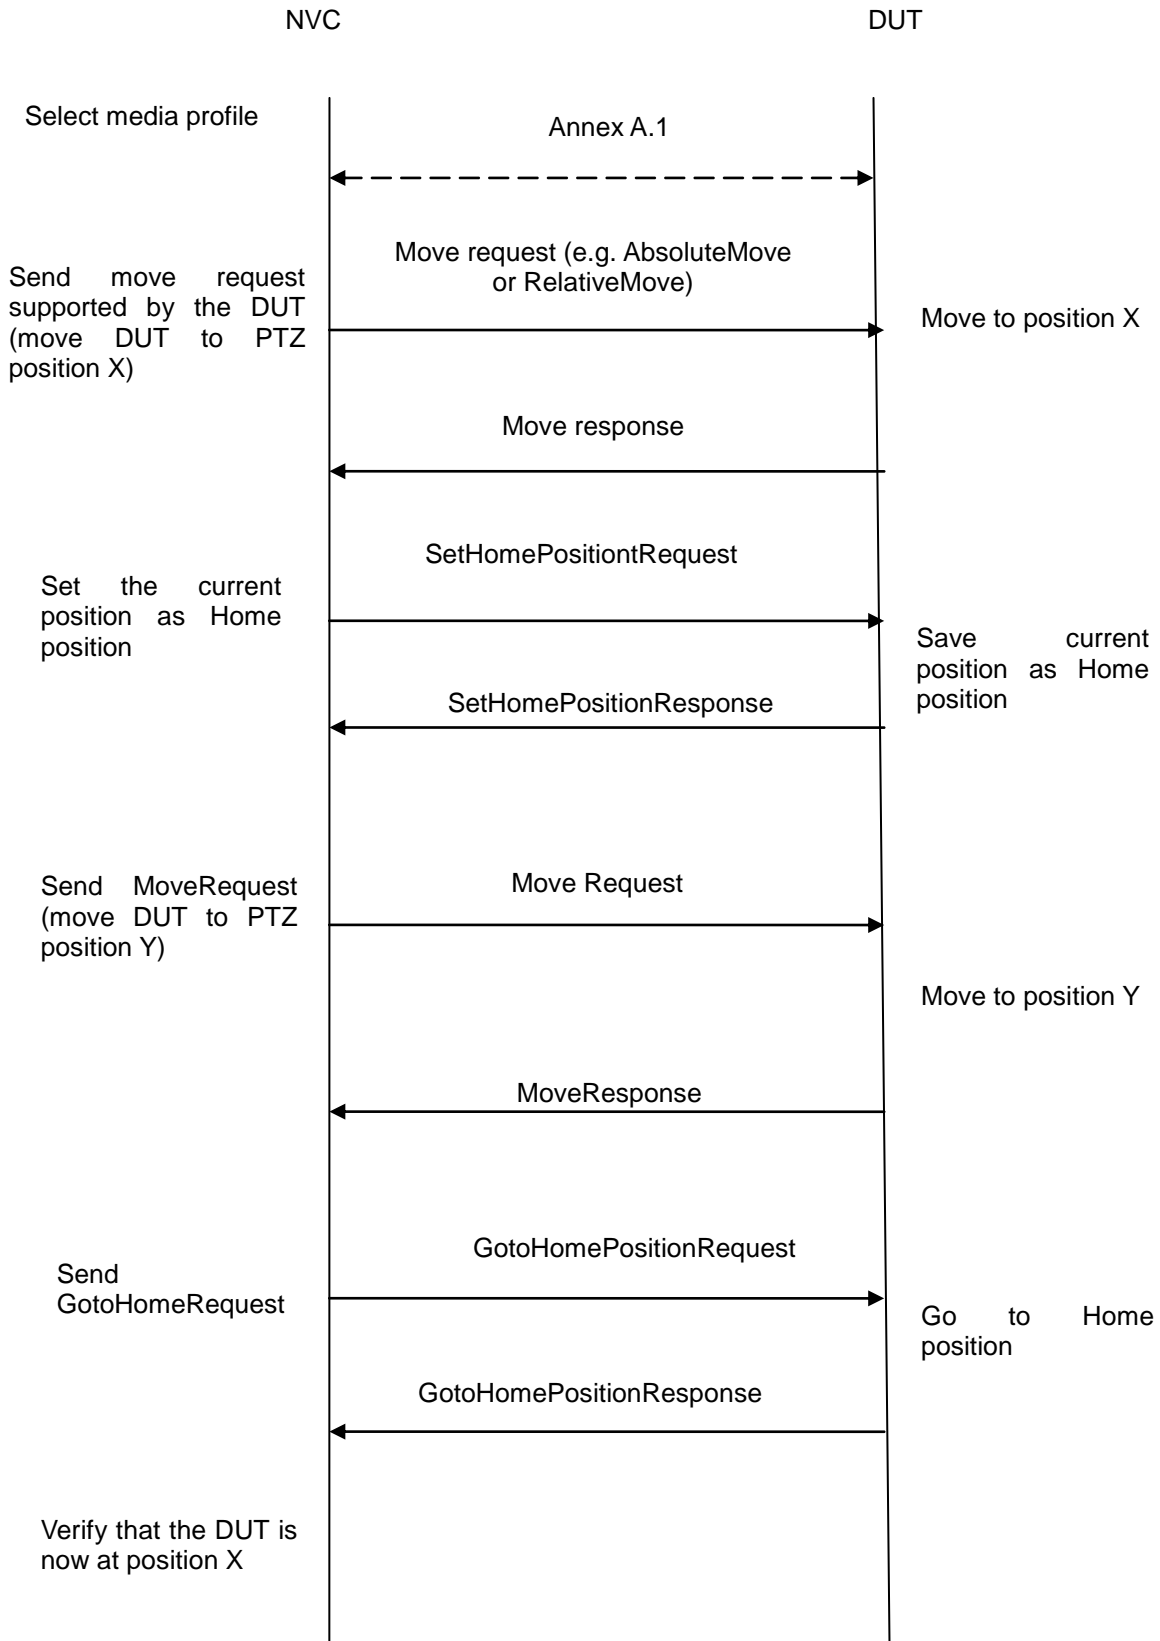 NVC
DUT
Select media profile
Annex A.1
Move request (e.g. AbsoluteMove
or RelativeMove)
Send move request
supported by the DUT
(move DUT to PTZ
position X)
Move to position X
Move response
SetHomePositiontRequest
Set the current
position as Home
position
Save current
position as Home
position
SetHomePositionResponse
Send MoveRequest
(move DUT to PTZ
position Y)
Move Request
Move to position Y
MoveResponse
GotoHomePositionRequest
Send
GotoHomeRequest
Go to Home
position
GotoHomePositionResponse
Verify that the DUT is
now at position X